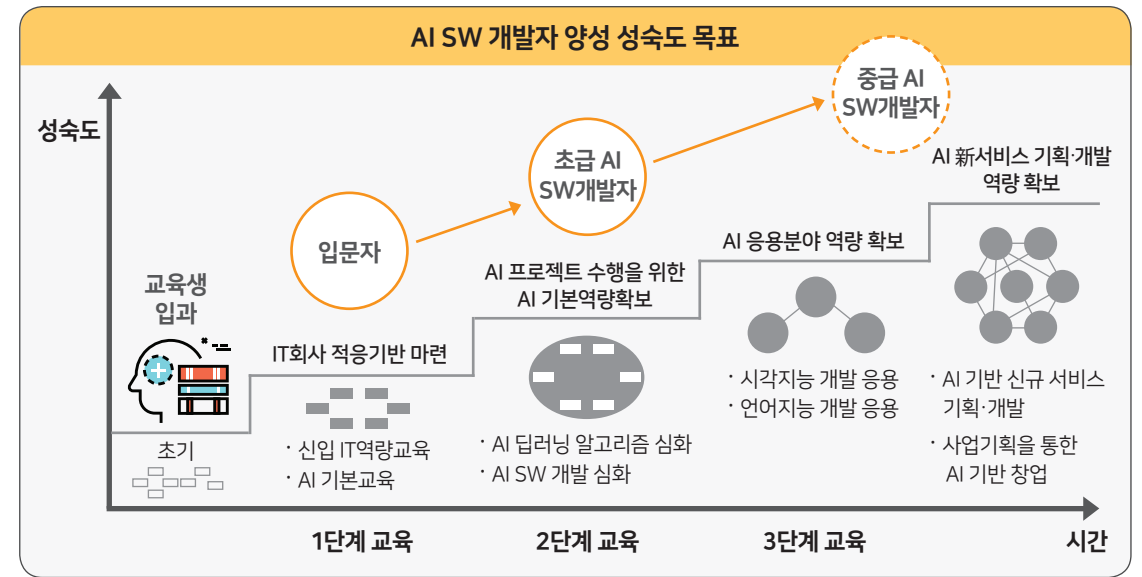 AI SW 개발자 양성 성숙도 목표
성숙도
중급 AI
SW개발자
초급 AI
SW개발자
입문자
교육생
입과
AI 新서비스 기획·개발
역량 확보
AI 응용분야 역량 확보
AI 프로젝트 수행을 위한
AI 기본역량확보
IT회사 적응기반 마련
초기
· 신입 IT역량교육
· AI 기본교육
· AI 딥러닝 알고리즘 심화
· AI SW 개발 심화
· 시각지능 개발 응용
· 언어지능 개발 응용
· AI 기반 신규 서비스
기획·개발
· 사업기획을 통한
AI 기반 창업
1단계 교육
2단계 교육
3단계 교육
시간